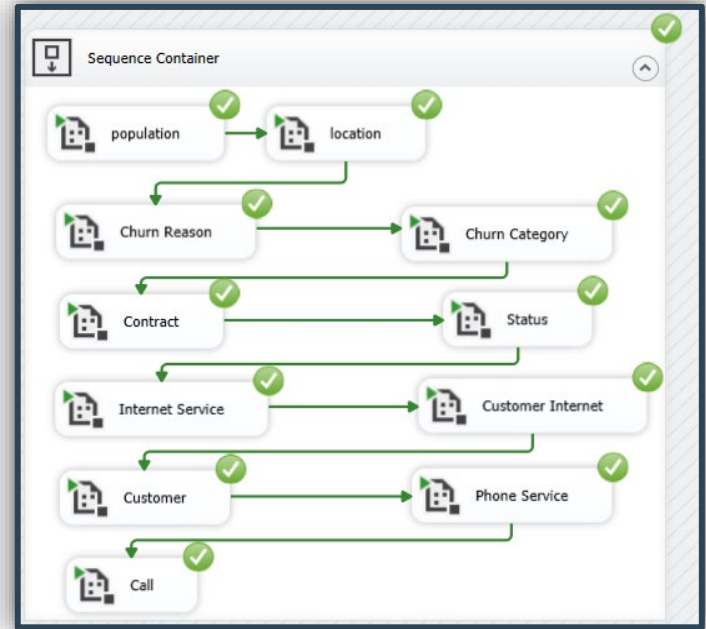 Sequence Container
population
location
Churn Reason
Churn Category
Contract
Status
Internet Service
Customer Internet
Customer
Phone Service
Call